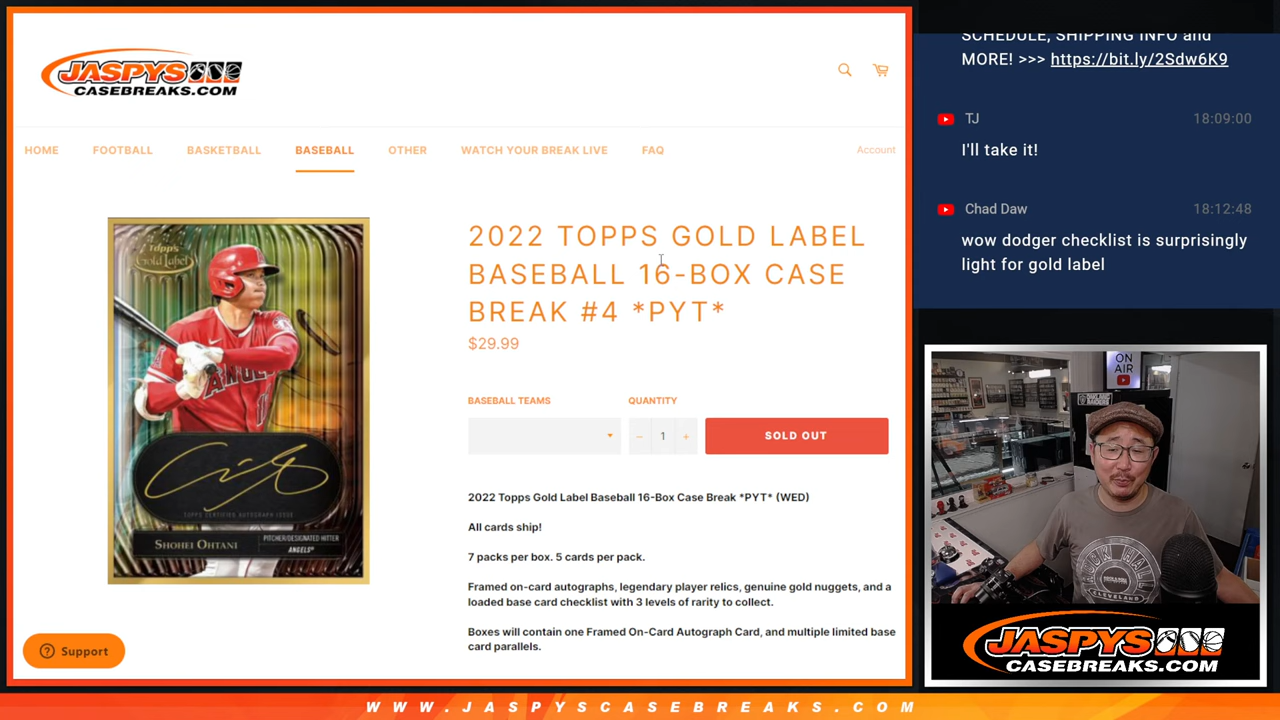 JASPYS
CASEBREAKS.COM
HOME FOOTBALL BASKETBALL BASEBALL OTHER WATCH YOUR BREAK LIVE FAQ Account
Topps
Gold Label
TOPPS CERTIFIED AUTOGRAPH ISSUE
SHOHEI OHTANI
PITCHER/DESIGNATED HITTER
ANGELS®
2022 TOPPS GOLD LABEL
BASEBALL 16-BOX CASE
BREAK #4 *PYT*
$29.99
BASEBALL TEAMS QUANTITY
− 1 + SOLD OUT
2022 Topps Gold Label Baseball 16-Box Case Break *PYT* (WED)
All cards ship!
7 packs per box. 5 cards per pack.
Framed on-card autographs, legendary player relics, genuine gold nuggets, and a
loaded base card checklist with 3 levels of rarity to collect.
Boxes will contain one Framed On-Card Autograph Card, and multiple limited base
card parallels.
Support
SCHEDULE, SHIPPING INFO and
MORE! >>> https://bit.ly/2Sdw6K9
TJ 18:09:00
I'll take it!
Chad Daw 18:12:48
wow dodger checklist is surprisingly
light for gold label
ON
AIR
ROCK HALL
CLEVELAND
JASPYS
CASEBREAKS.COM
WWW.JASPYSCASEBREAKS.COM